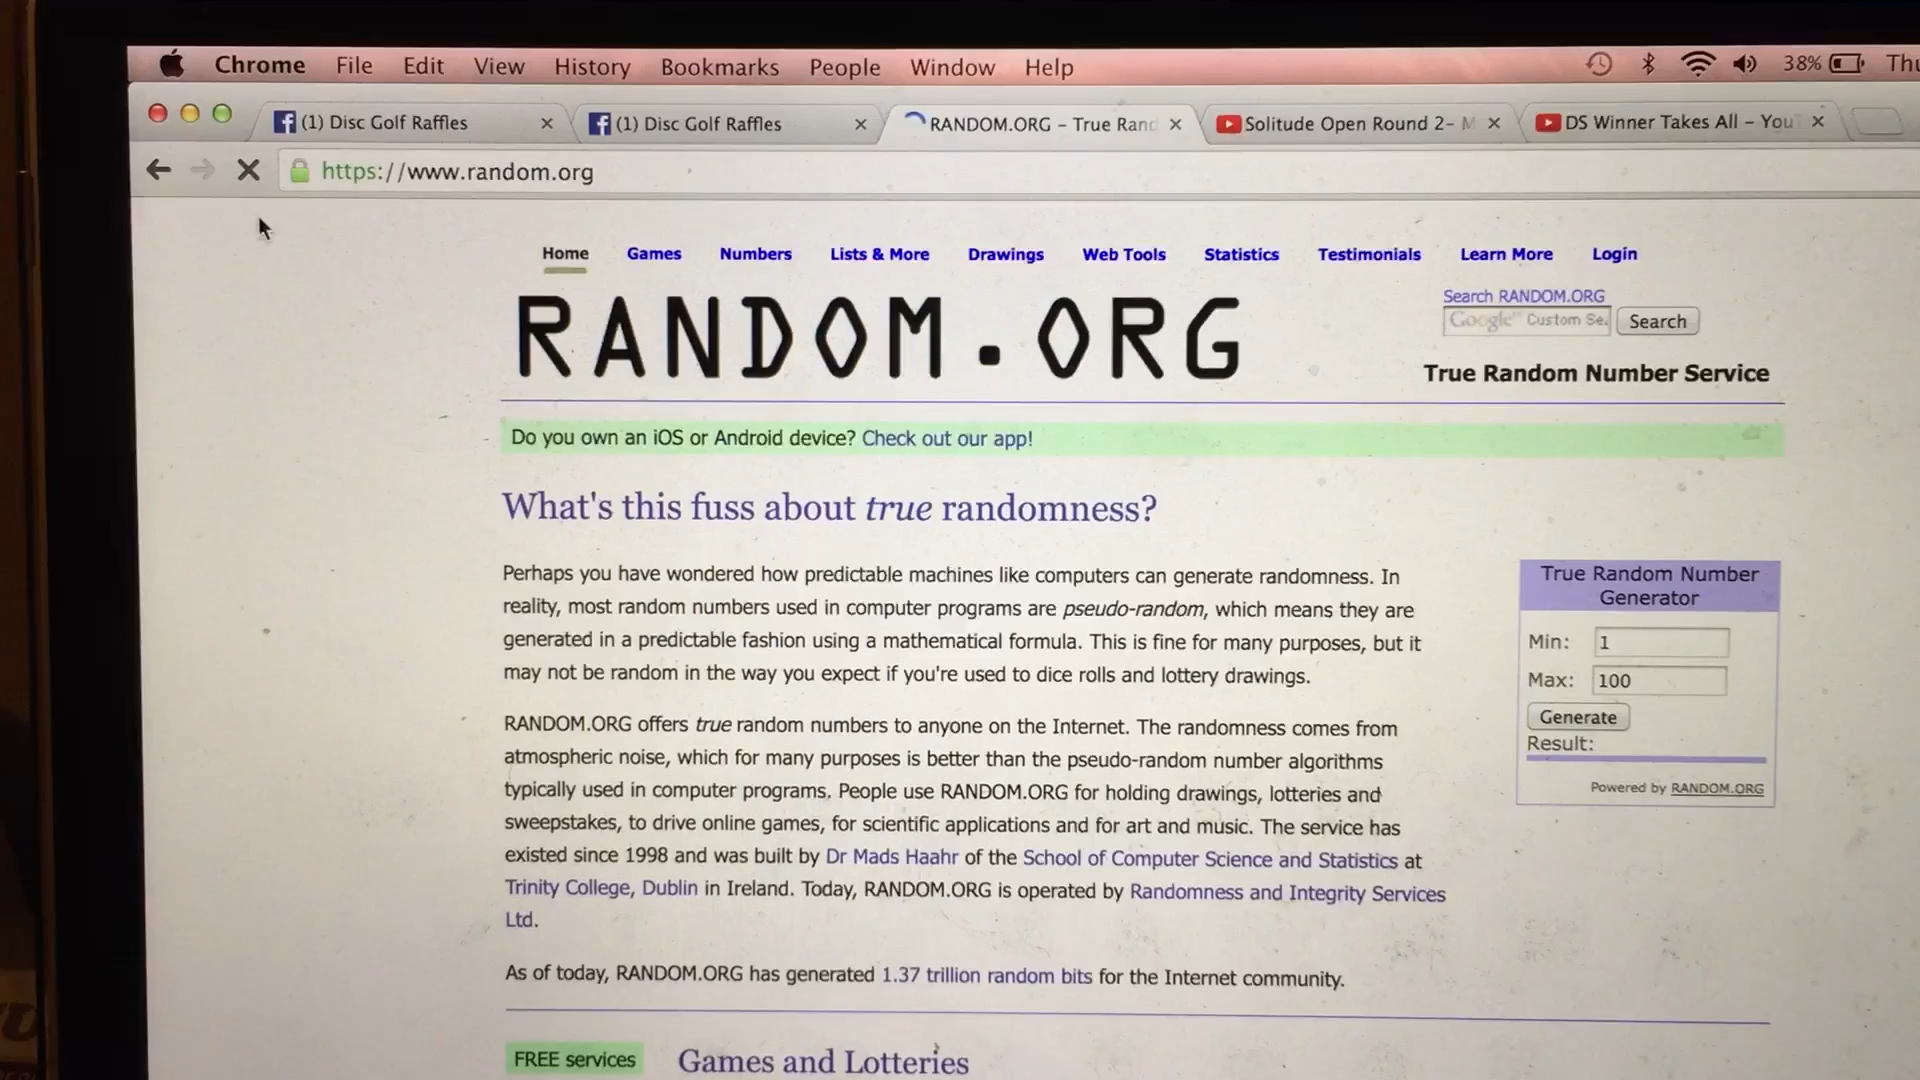 Chrome File Edit View History Bookmarks People Window Help 38% Thu
(1) Disc Golf Raffles (1) Disc Golf Raffles RANDOM.ORG – True Rand Solitude Open Round 2– M DS Winner Takes All – You
https://www.random.org
Home Games Numbers Lists & More Drawings Web Tools Statistics Testimonials Learn More Login
RANDOM.ORG
Search RANDOM.ORG
Google™ Custom Se. Search
True Random Number Service
Do you own an iOS or Android device? Check out our app!
What's this fuss about true randomness?
Perhaps you have wondered how predictable machines like computers can generate randomness. In
reality, most random numbers used in computer programs are pseudo-random, which means they are
generated in a predictable fashion using a mathematical formula. This is fine for many purposes, but it
may not be random in the way you expect if you're used to dice rolls and lottery drawings.
RANDOM.ORG offers true random numbers to anyone on the Internet. The randomness comes from
atmospheric noise, which for many purposes is better than the pseudo-random number algorithms
typically used in computer programs. People use RANDOM.ORG for holding drawings, lotteries and
sweepstakes, to drive online games, for scientific applications and for art and music. The service has
existed since 1998 and was built by Dr Mads Haahr of the School of Computer Science and Statistics at
Trinity College, Dublin in Ireland. Today, RANDOM.ORG is operated by Randomness and Integrity Services
Ltd.
As of today, RANDOM.ORG has generated 1.37 trillion random bits for the Internet community.
True Random Number
Generator
Min: 1
Max: 100
Generate
Result:
Powered by RANDOM.ORG
FREE services Games and Lotteries